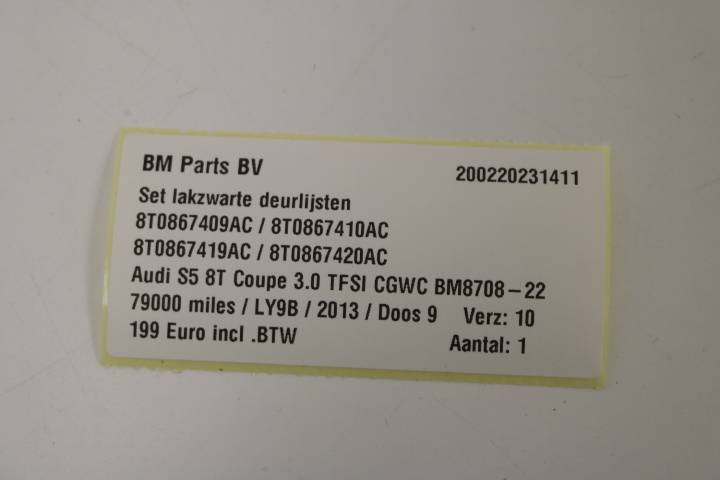 BM Parts BV 200220231411
Set lakzwarte deurlijsten
8T0867409AC / 8T0867410AC
8T0867419AC / 8T0867420AC
Audi S5 8T Coupe 3.0 TFSI CGWC BM8708-22
79000 miles / LY9B / 2013 / Doos 9 Verz: 10
199 Euro incl .BTW Aantal: 1